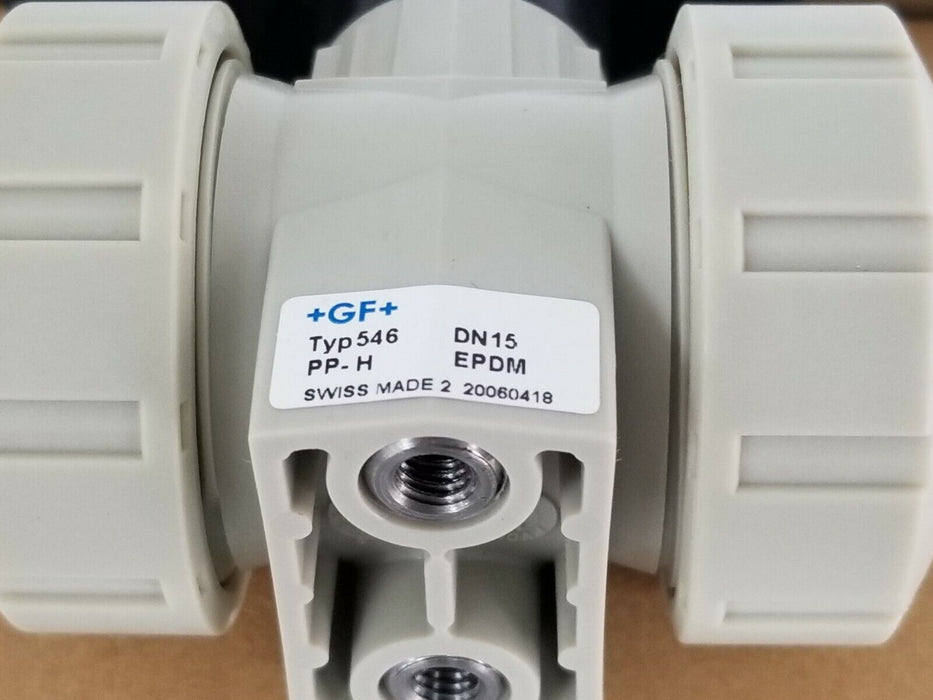 +GF+
Typ 546 DN15
PP-H EPDM
SWISS MADE 2 20060418